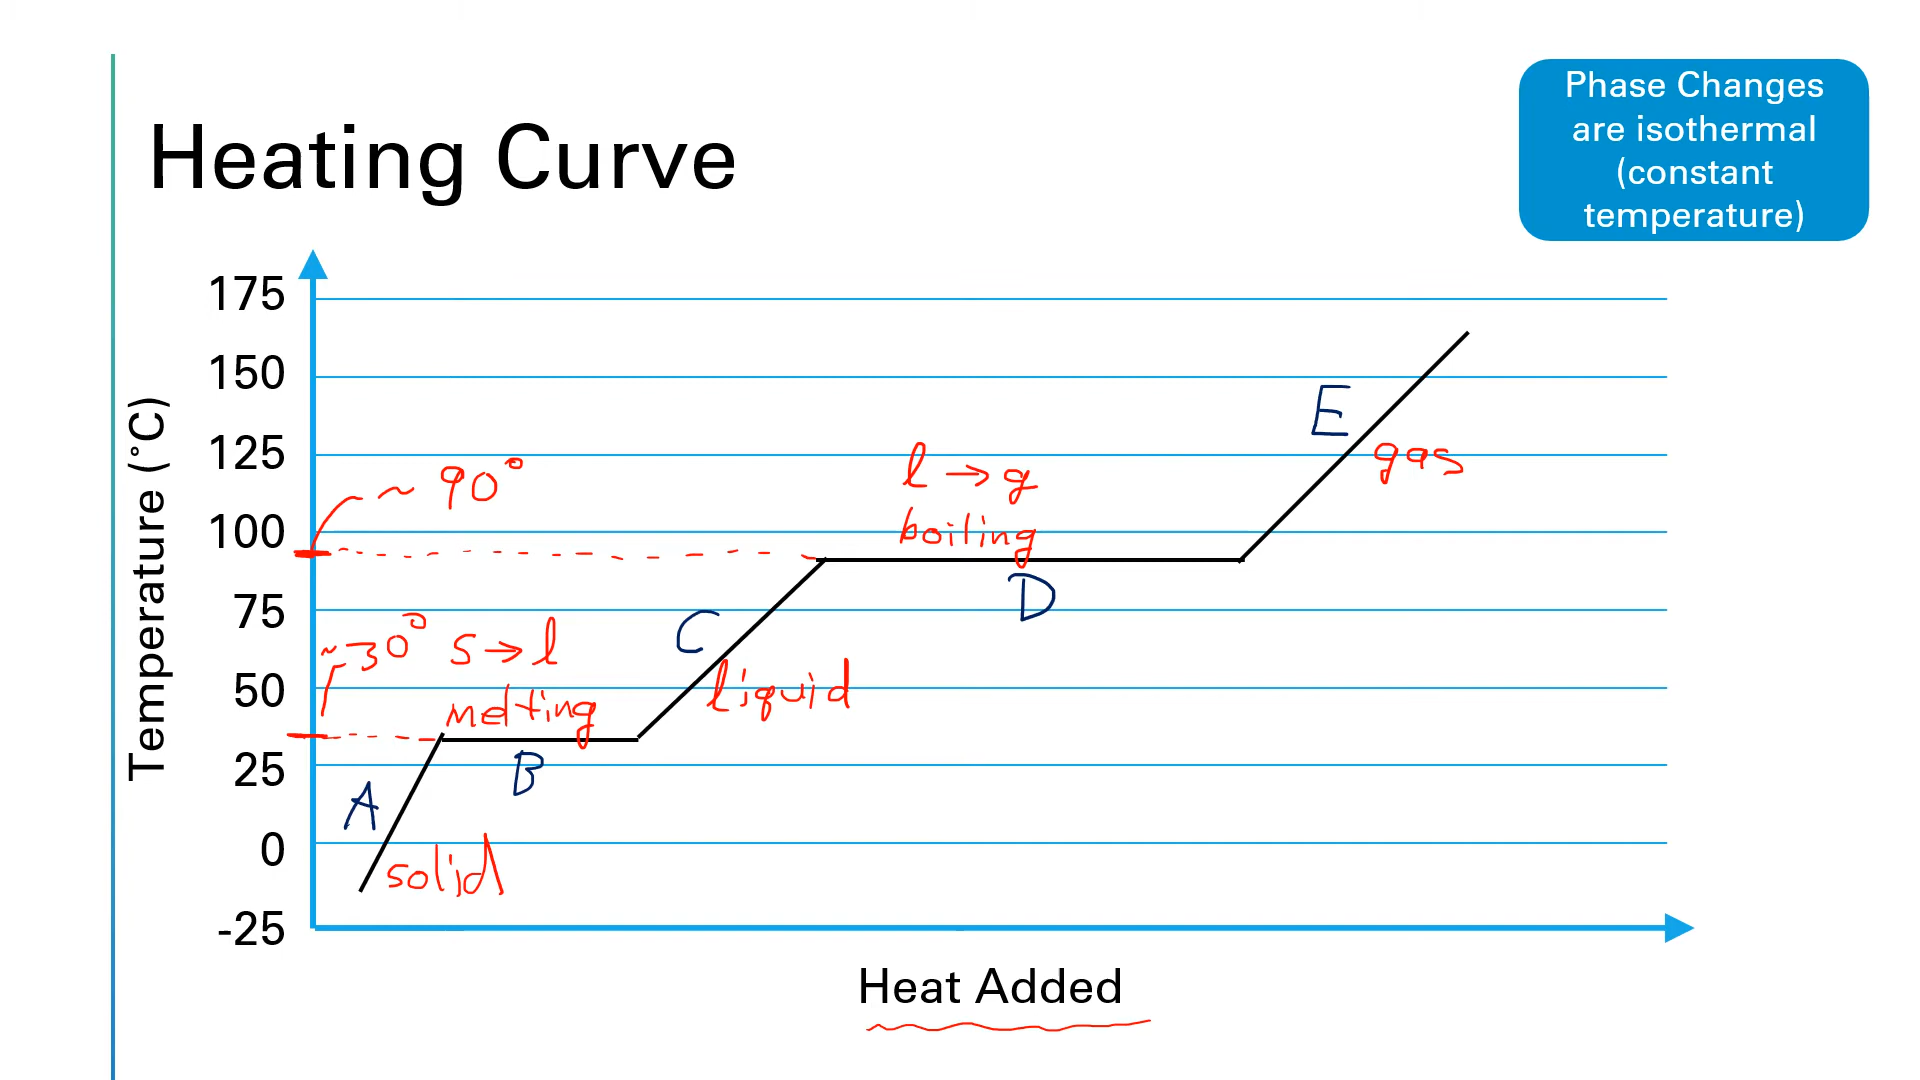 Phase Changes
are isothermal
(constant
temperature)
Heating Curve
175
150
125
100
75
50
25
0
-25
Temperature (°C)
~ 90°
~30° s → l
melting
l → g
boiling
A
solid
B
C
liquid
D
E
gas
Heat Added